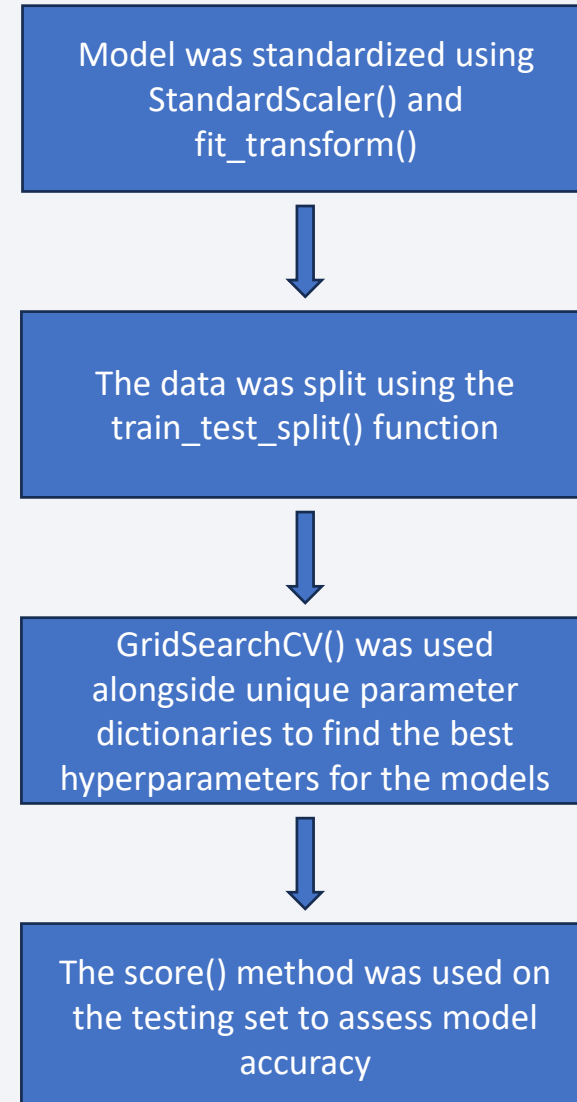 Model was standardized using
StandardScaler() and
fit_transform()
The data was split using the
train_test_split() function
GridSearchCV() was used
alongside unique parameter
dictionaries to find the best
hyperparameters for the models
The score() method was used on
the testing set to assess model
accuracy